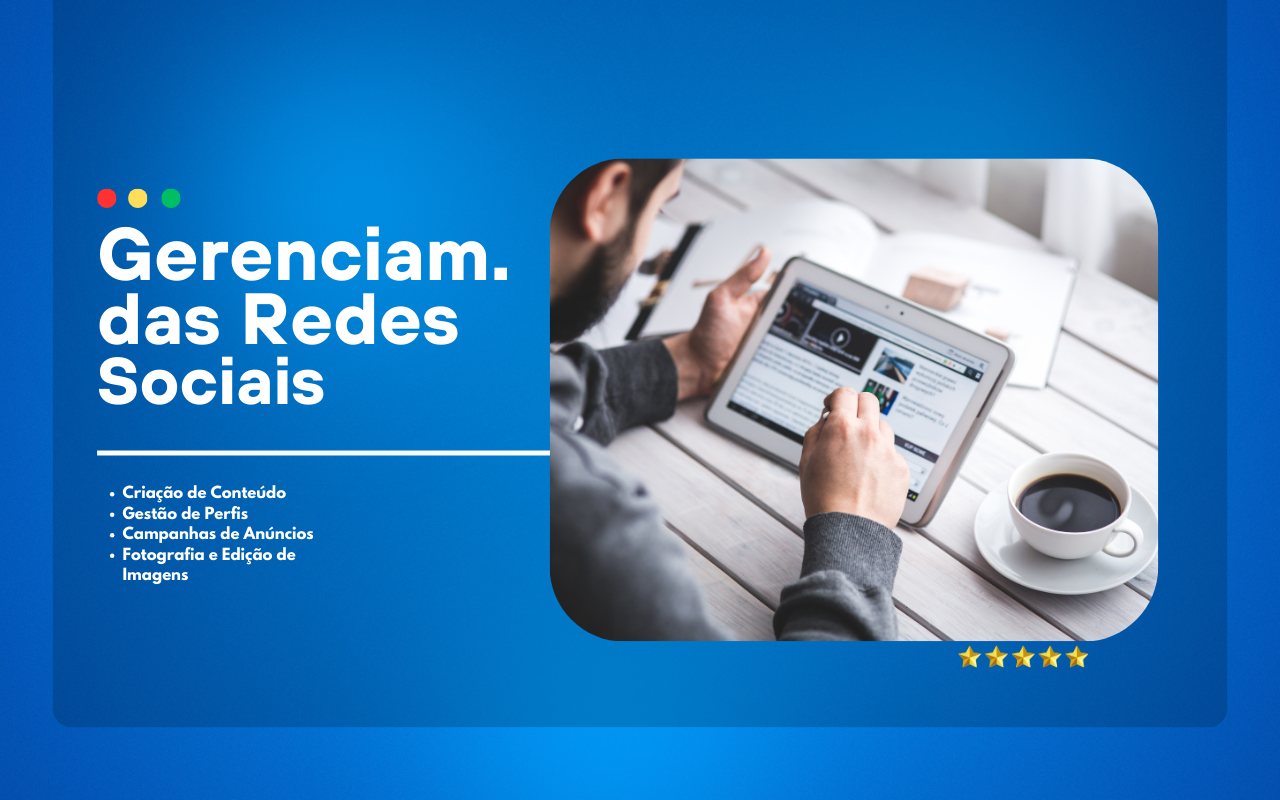 Gerenciam.
das Redes
Sociais
Criação de Conteúdo
Gestão de Perfis
Campanhas de Anúncios
Fotografia e Edição de
Imagens